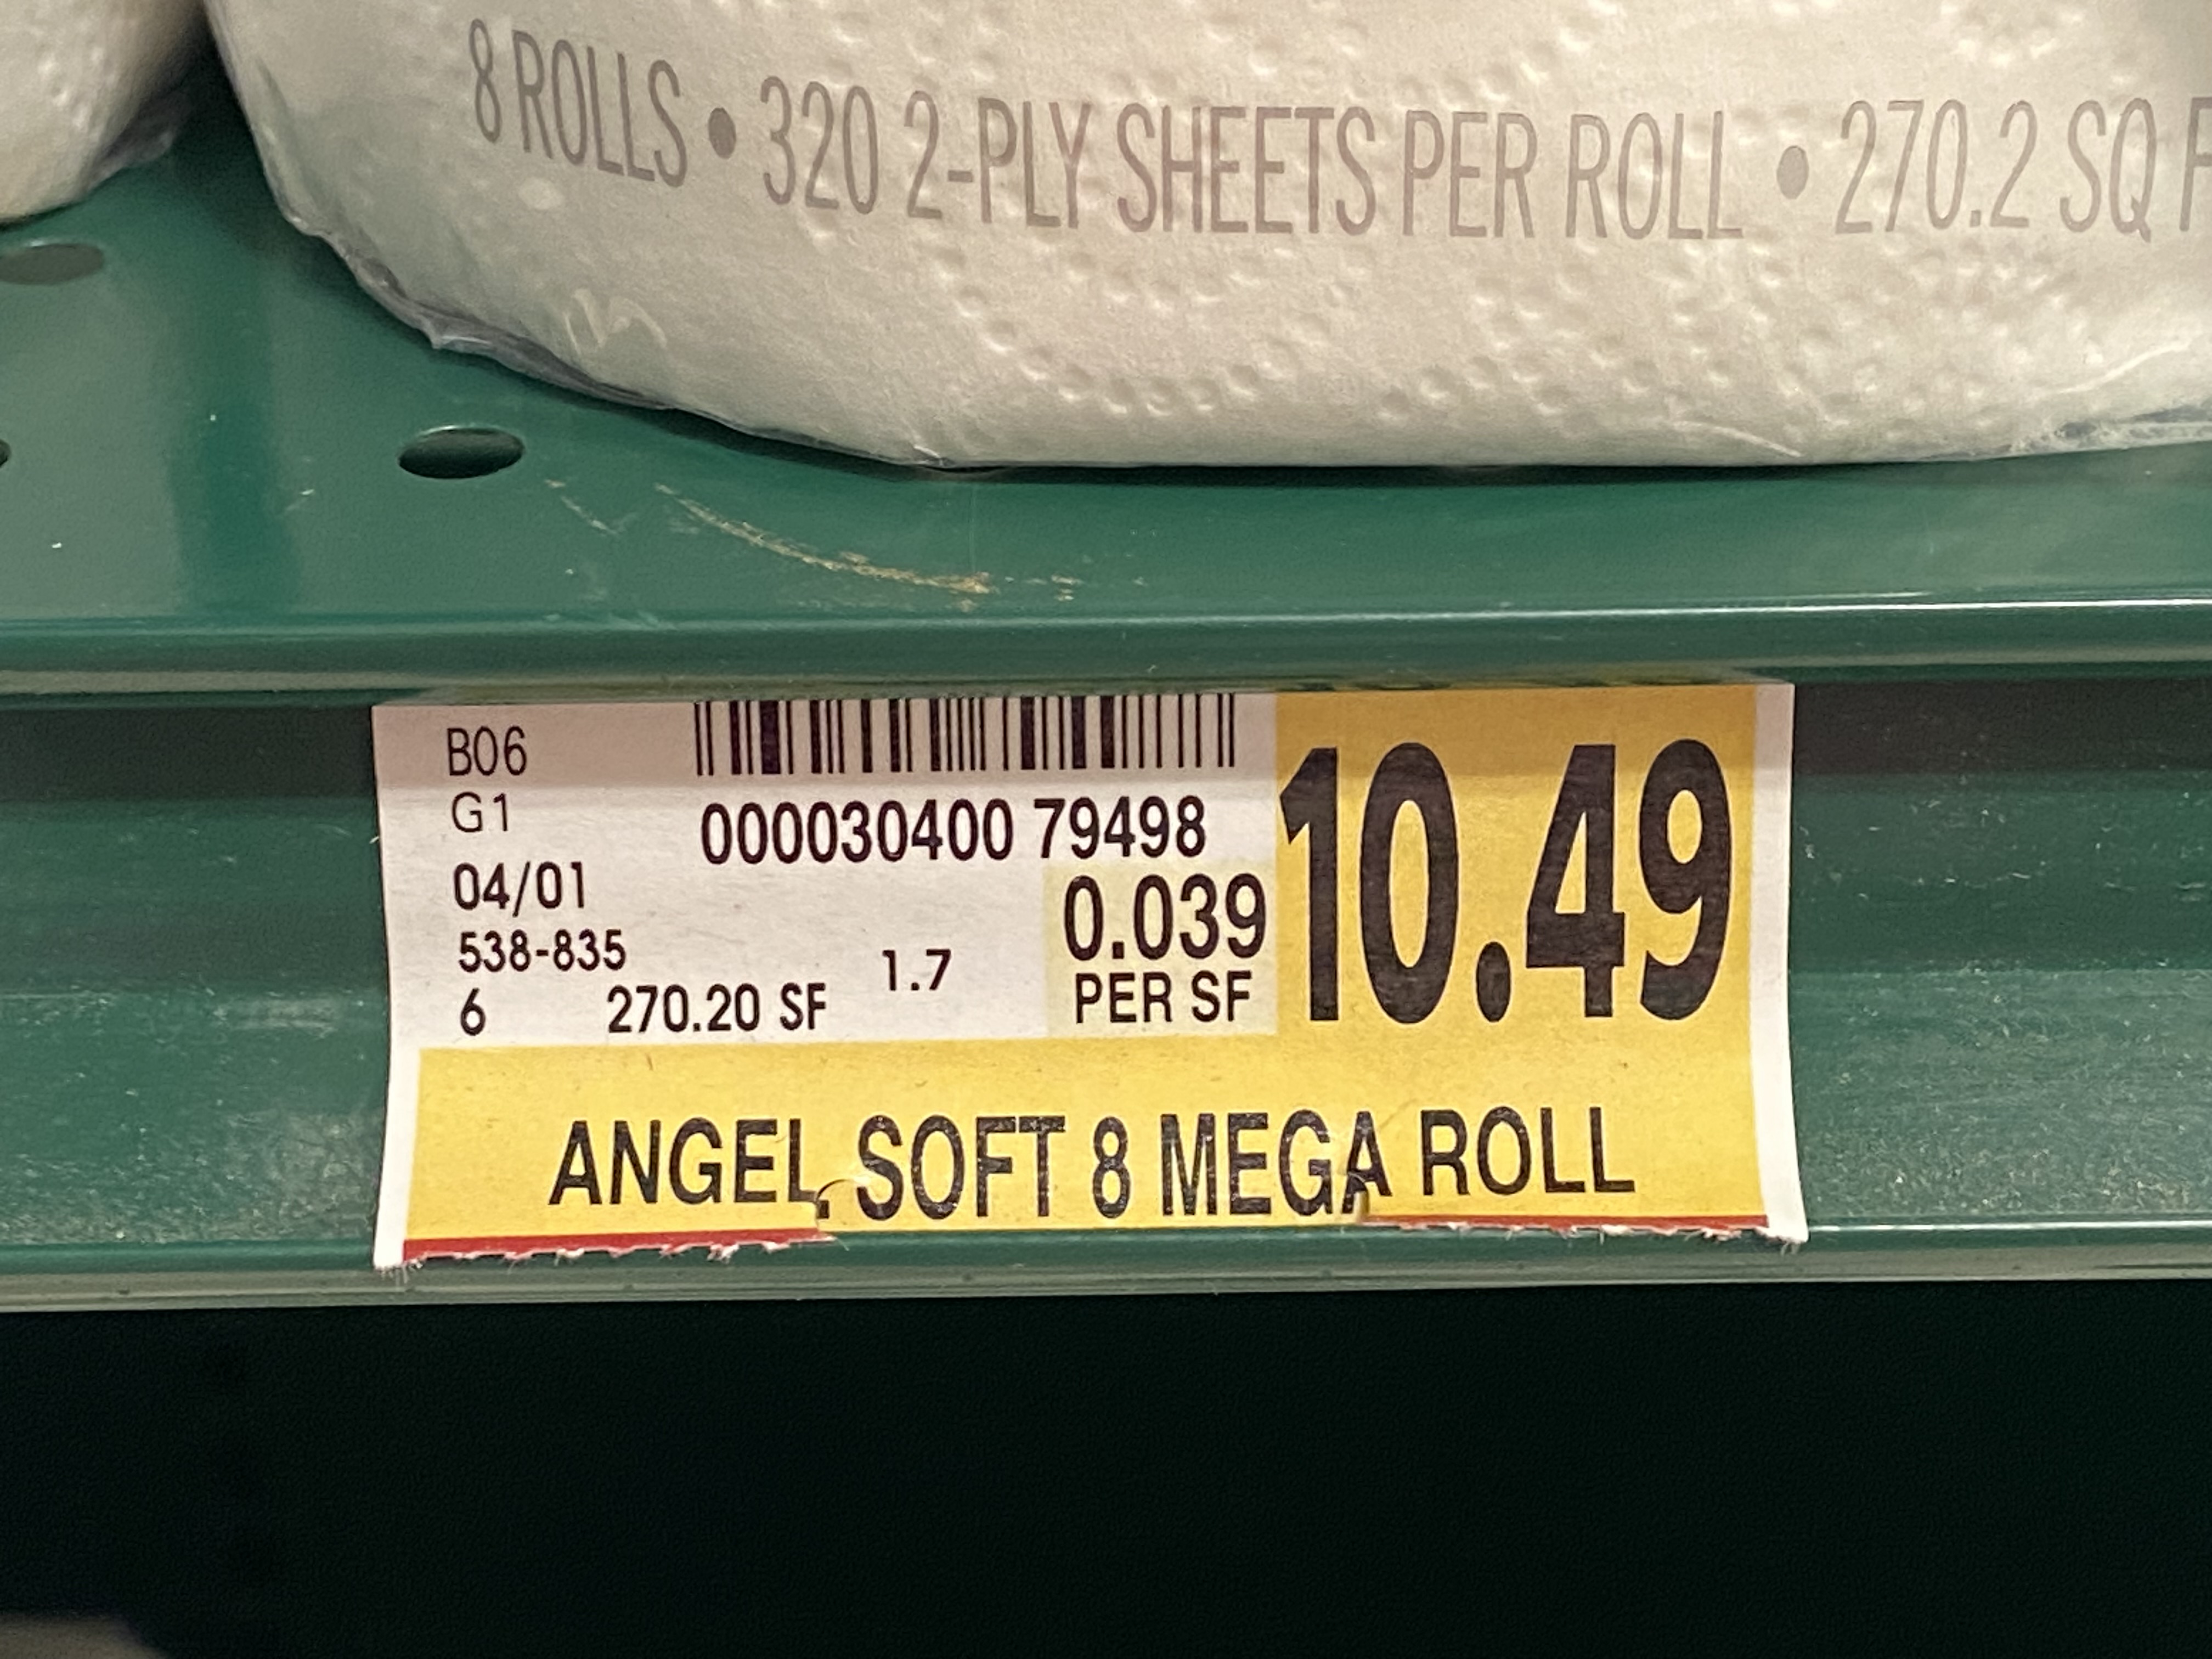 8 ROLLS • 320 2-PLY SHEETS PER ROLL • 270.2 SQ
B06
G1
000030400 79498
10.49
04/01
538-835
0.039
PER SF
6 270.20 SF 1.7
ANGEL SOFT 8 MEGA ROLL